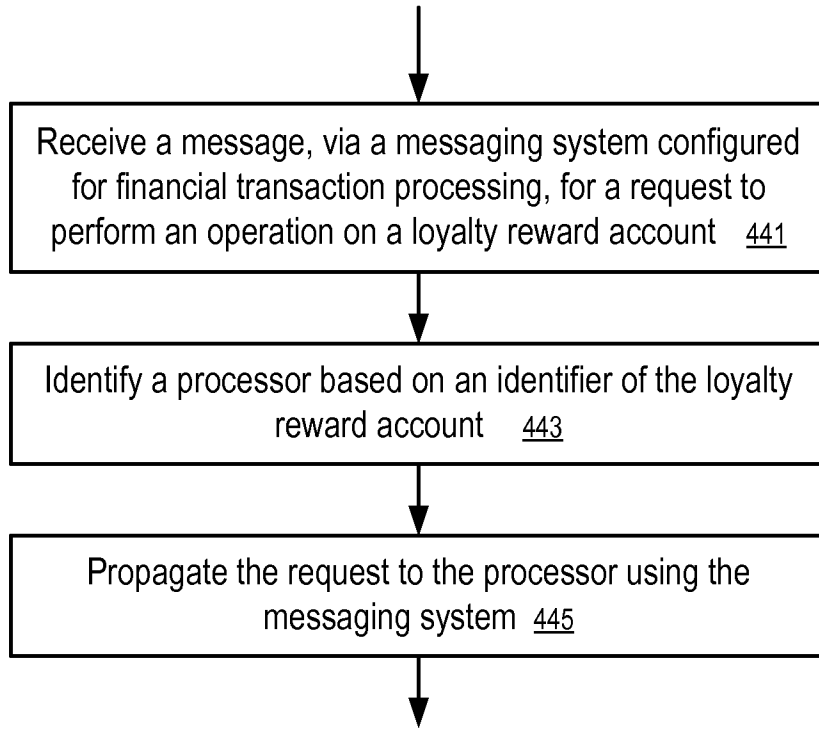 Receive a message, via a messaging system configured
for financial transaction processing, for a request to
perform an operation on a loyalty reward account 441
Identify a processor based on an identifier of the loyalty
reward account 443
Propagate the request to the processor using the
messaging system 445